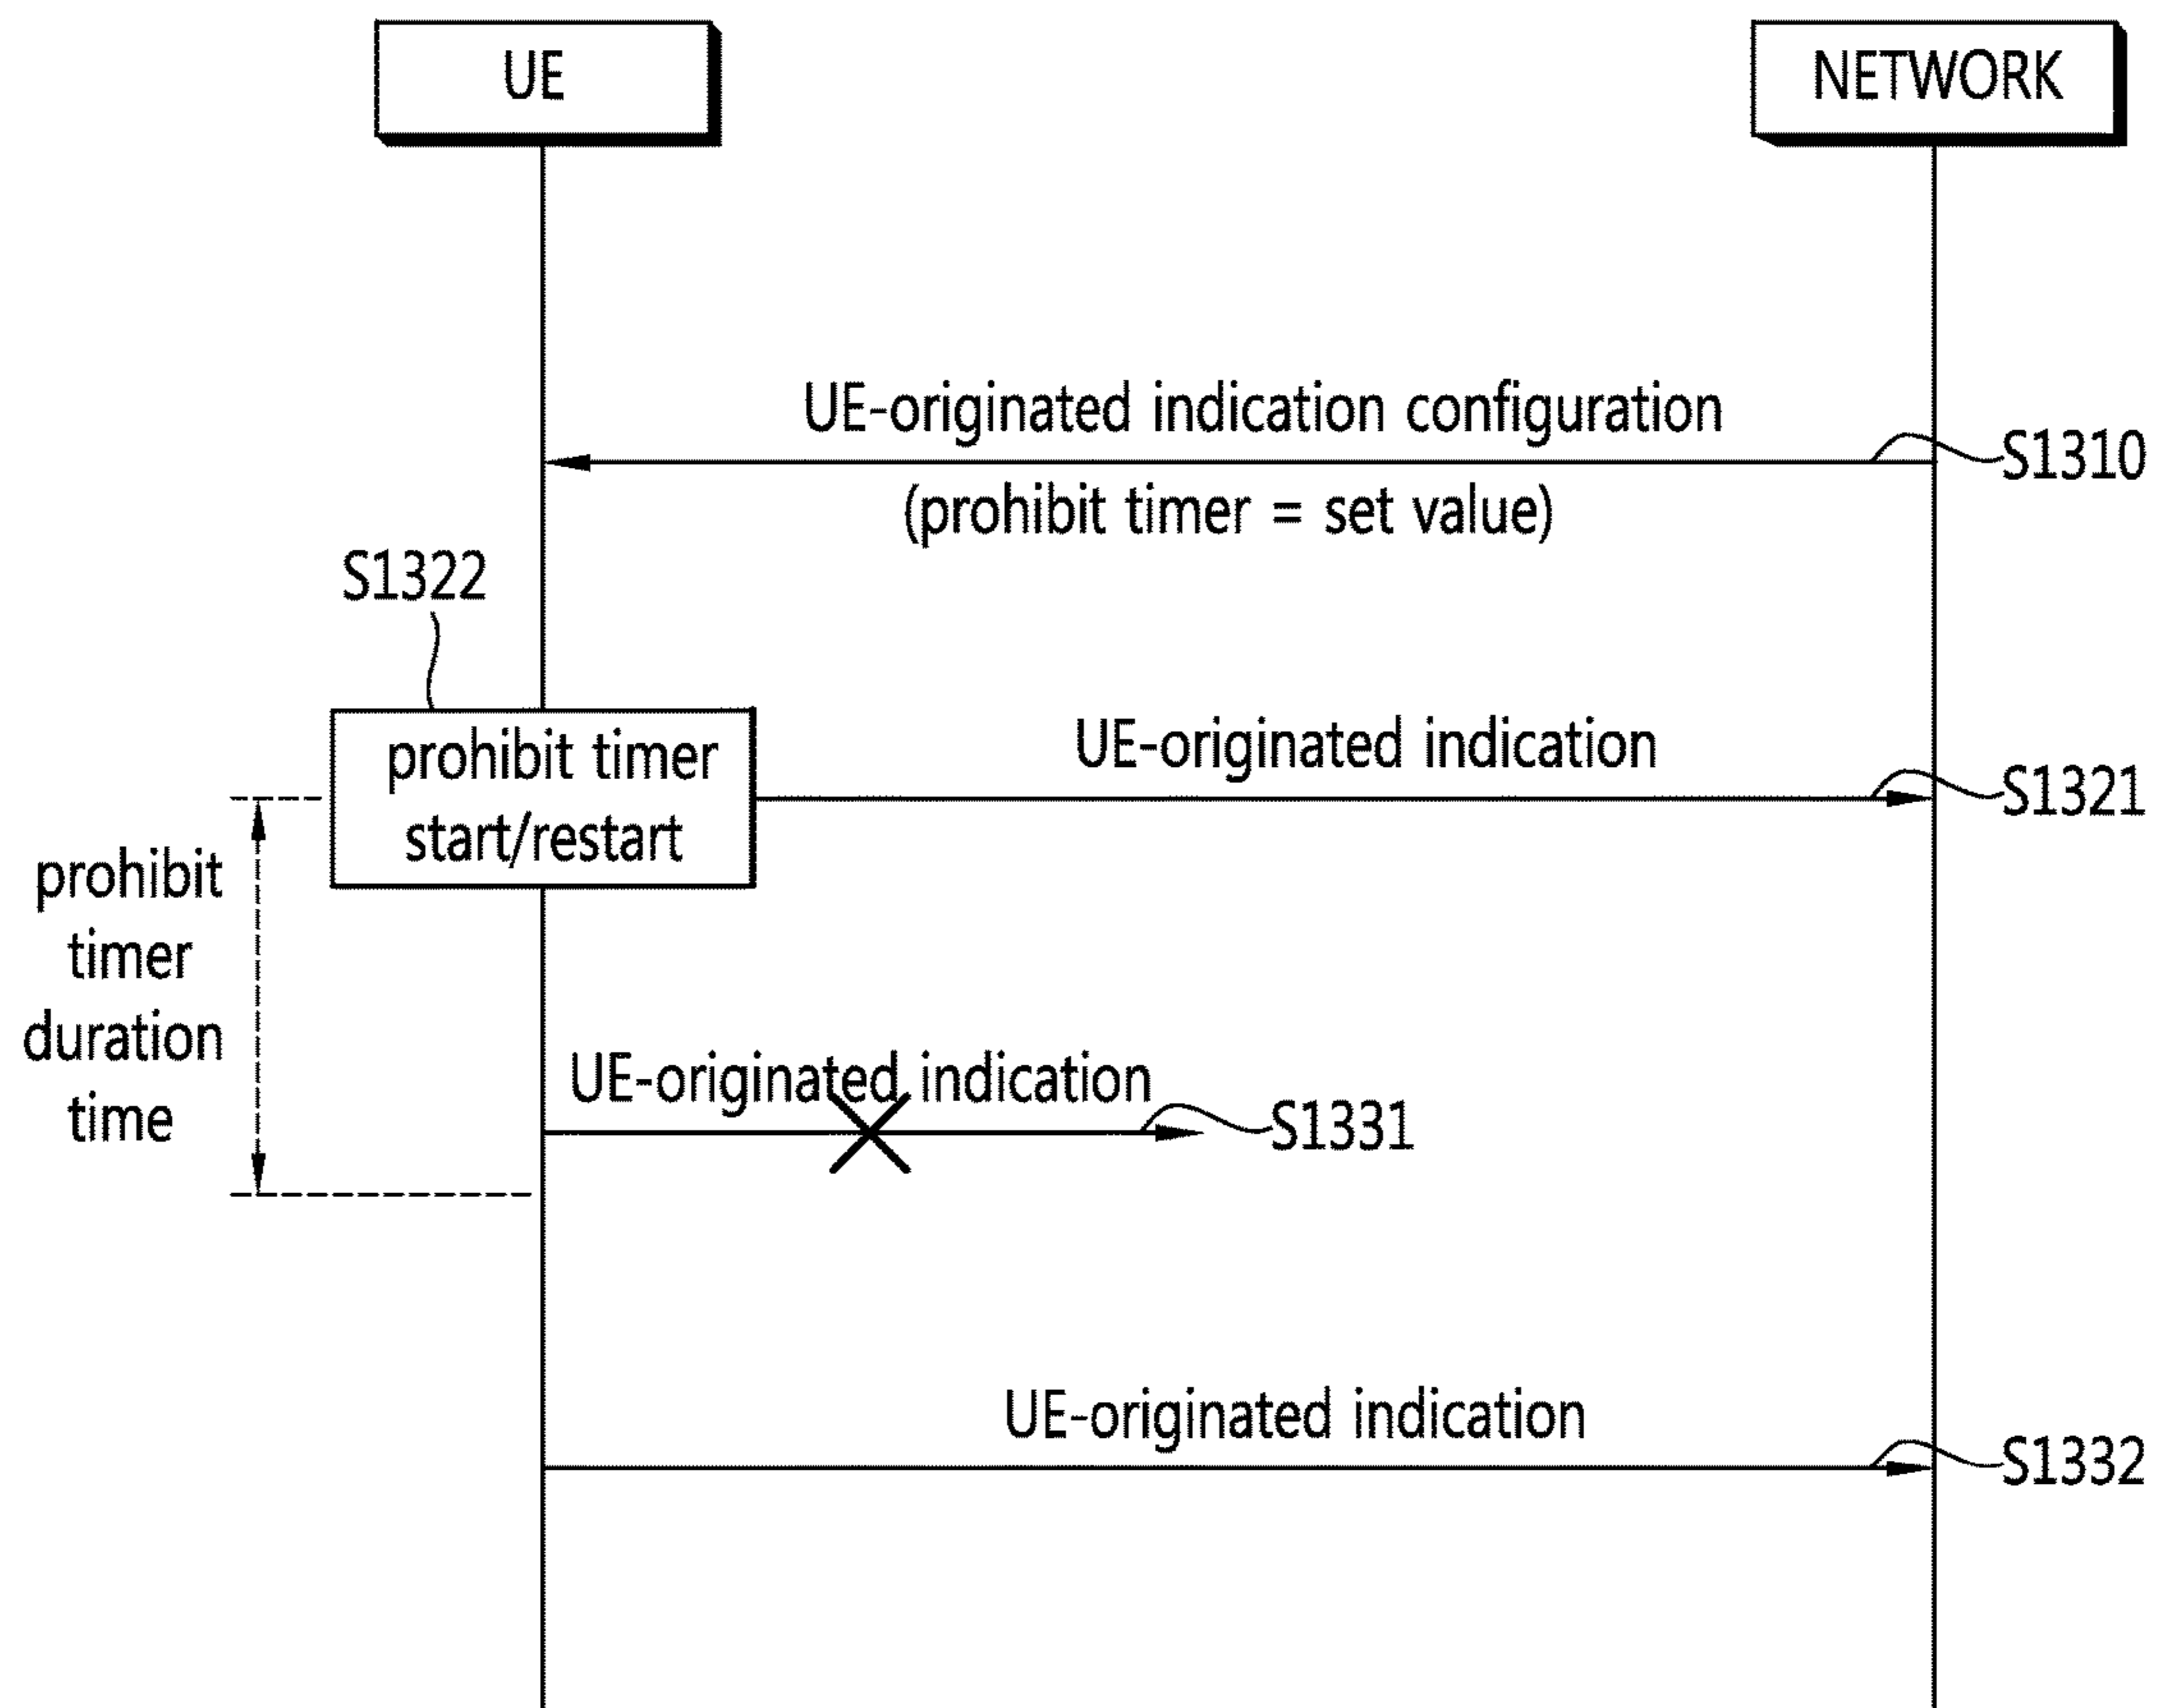 UE
NETWORK
UE-originated indication configuration
S1310
(prohibit timer = set value)
S1322
prohibit timer
start/restart
UE-originated indication
S1321
prohibit
timer
duration
time
UE-originated indication
S1331
UE-originated indication
S1332